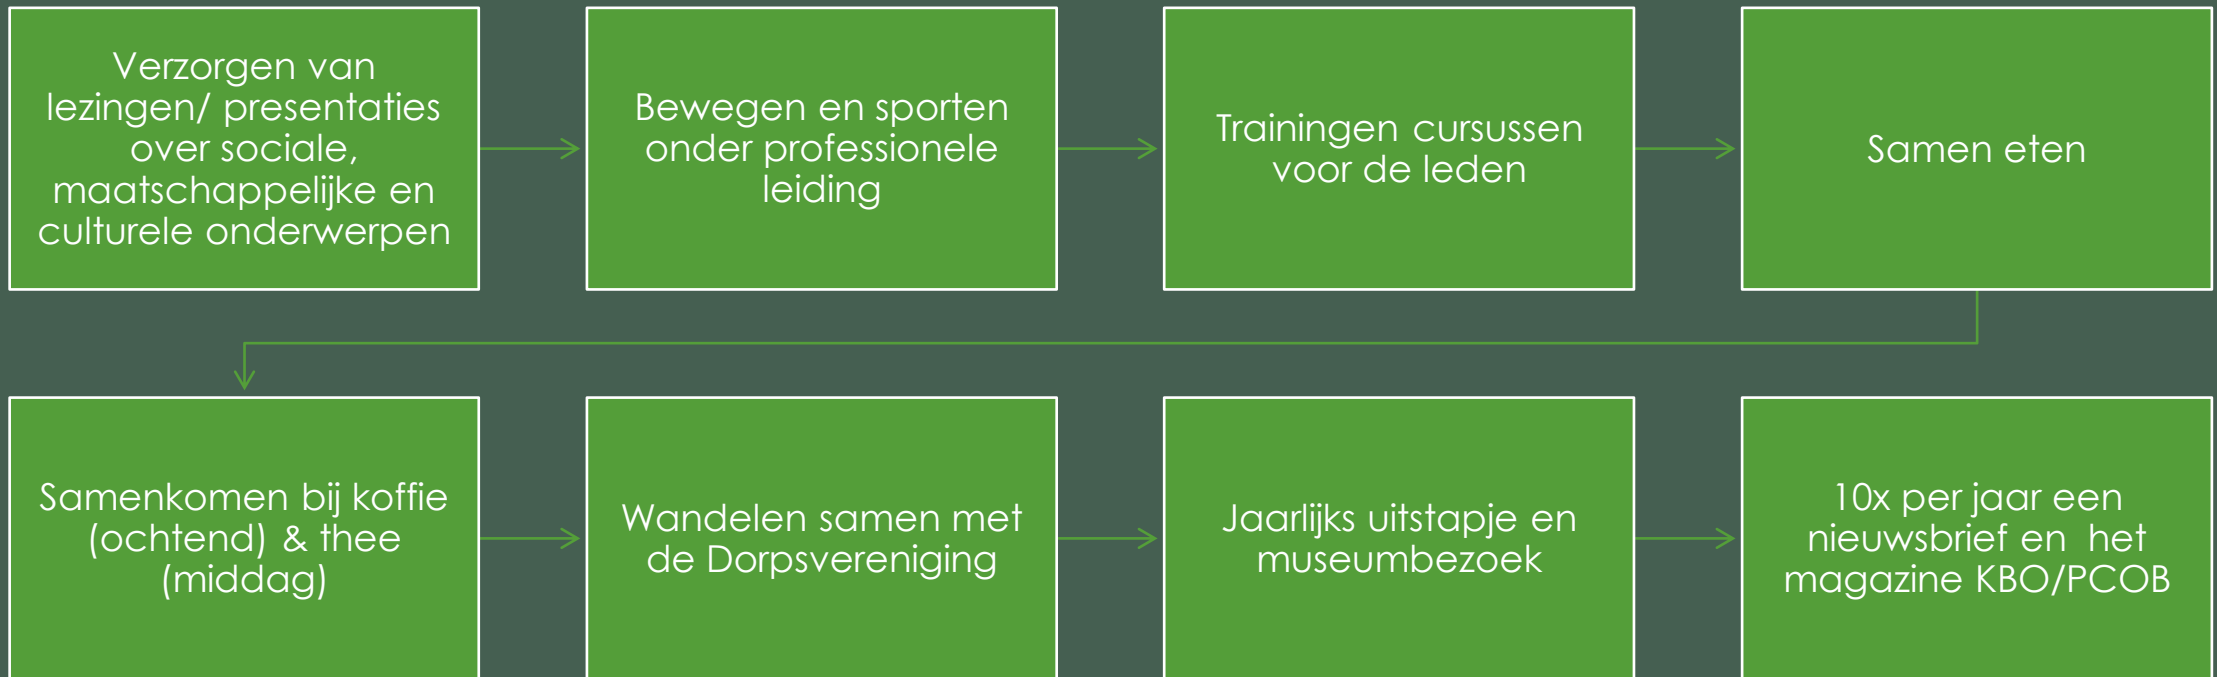 Verzorgen van
lezingen/ presentaties
over sociale,
maatschappelijke en
culturele onderwerpen
Bewegen en sporten
onder professionele
leiding
Trainingen cursussen
voor de leden
Samen eten
Samenkomen bij koffie
(ochtend) & thee
(middag)
Wandelen samen met
de Dorpsvereniging
Jaarlijks uitstapje en
museumbezoek
10x per jaar een
nieuwsbrief en  het
magazine KBO/PCOB